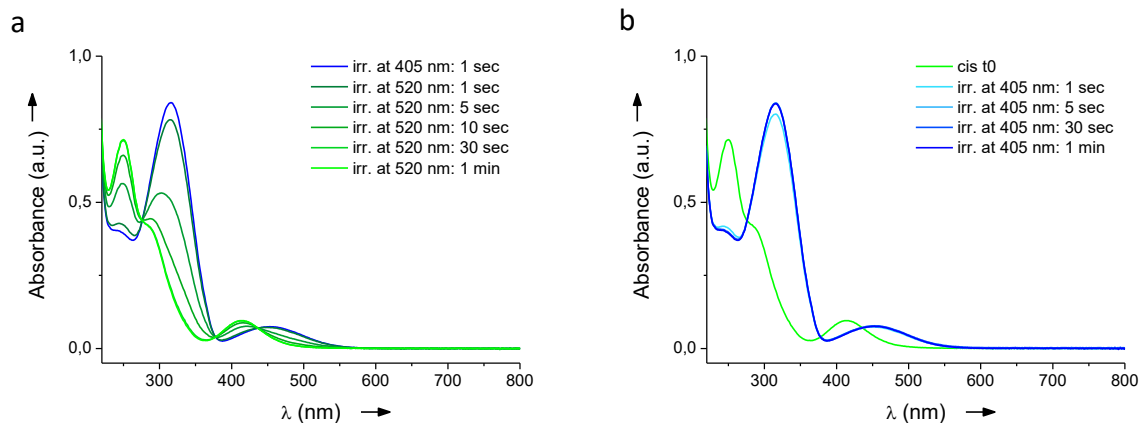 a
1,0
0,5
0,0
Absorbance (a.u.)
irr. at 405 nm: 1 sec
irr. at 520 nm: 1 sec
irr. at 520 nm: 5 sec
irr. at 520 nm: 10 sec
irr. at 520 nm: 30 sec
irr. at 520 nm: 1 min
300 400 500 600 700 800
λ (nm)
b
1,0
0,5
0,0
Absorbance (a.u.)
cis t0
irr. at 405 nm: 1 sec
irr. at 405 nm: 5 sec
irr. at 405 nm: 30 sec
irr. at 405 nm: 1 min
300 400 500 600 700 800
λ (nm)